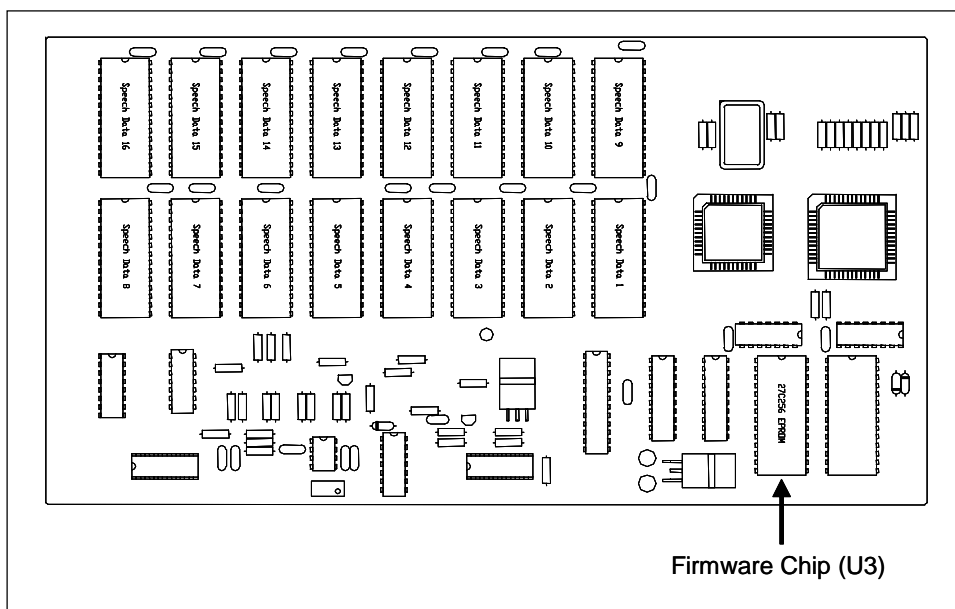 Speech Data 16
Speech Data 15
Speech Data 14
Speech Data 13
Speech Data 12
Speech Data 11
Speech Data 10
Speech Data 9
Speech Data 8
Speech Data 7
Speech Data 6
Speech Data 5
Speech Data 4
Speech Data 3
Speech Data 2
Speech Data 1
27C256 EPROM
Firmware Chip (U3)